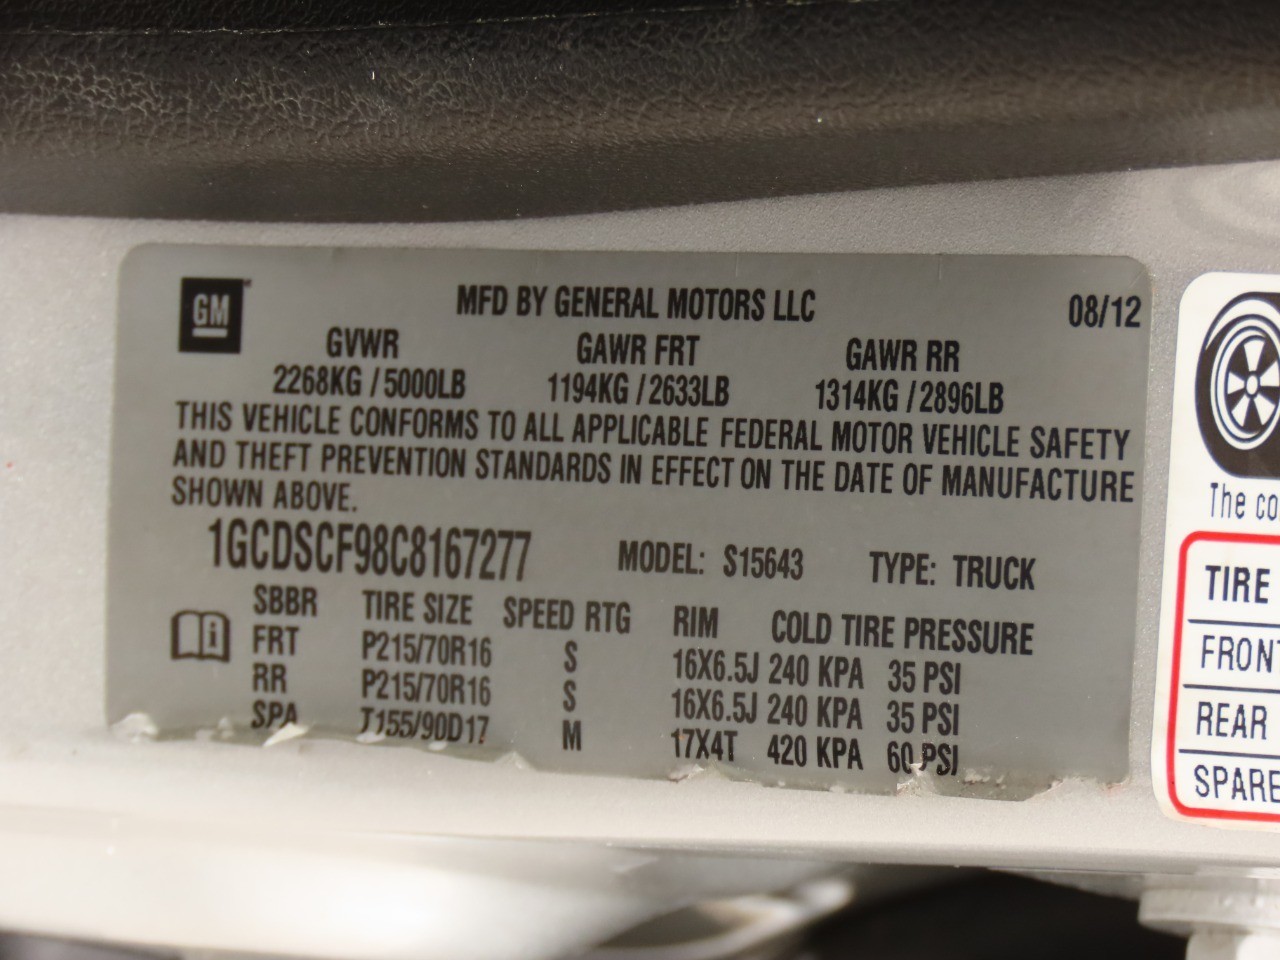 GM
MFD BY GENERAL MOTORS LLC 08/12
GVWR GAWR FRT GAWR RR
2268KG / 5000LB 1194KG / 2633LB 1314KG / 2896LB
THIS VEHICLE CONFORMS TO ALL APPLICABLE FEDERAL MOTOR VEHICLE SAFETY
AND THEFT PREVENTION STANDARDS IN EFFECT ON THE DATE OF MANUFACTURE
SHOWN ABOVE.
1GCDSCF98C8167277 MODEL: S15643 TYPE: TRUCK
SBBR TIRE SIZE SPEED RTG RIM COLD TIRE PRESSURE
FRT P215/70R16 S 16X6.5J 240 KPA 35 PSI
RR P215/70R16 S 16X6.5J 240 KPA 35 PSI
SPA T155/90D17 M 17X4T 420 KPA 60 PSI
The
TIRE
FRONT
REAR
SPARE